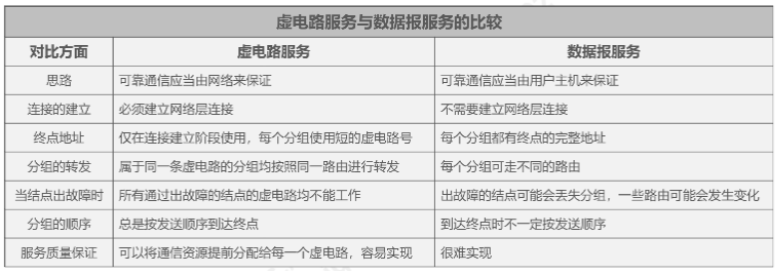 虚电路服务与数据报服务的比较
对比方面 虚电路服务 数据报服务
思路 可靠通信应当由网络来保证 可靠通信应当由用户主机来保证
连接的建立 必须建立网络层连接 不需要建立网络层连接
终点地址 仅在连接建立阶段使用，每个分组使用短的虚电路号 每个分组都有终点的完整地址
分组的转发 属于同一条虚电路的分组均按照同一路由进行转发 每个分组可走不同的路由
当结点出故障时 所有通过出故障的结点的虚电路均不能工作 出故障的结点可能会丢失分组，一些路由可能会发生变化
分组的顺序 总是按发送顺序到达终点 到达终点时不一定按发送顺序
服务质量保证 可以将通信资源提前分配给每一个虚电路，容易实现 很难实现